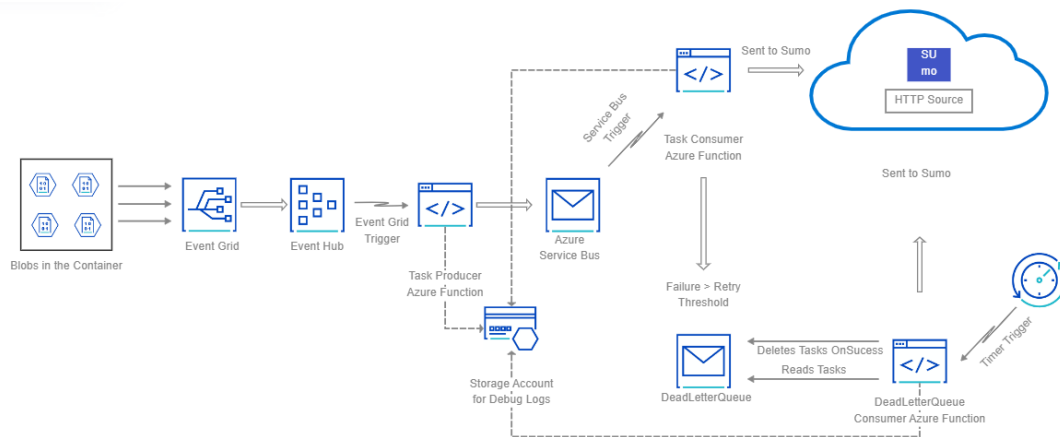 Sent to Sumo
SU
mo
HTTP Source
Service Bus
Trigger
Task Consumer
Azure Function
Sent to Sumo
Blobs in the Container
Event Grid
Event Hub
Event Grid
Trigger
Azure
Service Bus
Task Producer
Azure Function
Failure > Retry
Threshold
Timer Trigger
Deletes Tasks OnSucess
Reads Tasks
Storage Account
for Debug Logs
DeadLetterQueue
DeadLetterQueue
Consumer Azure Function